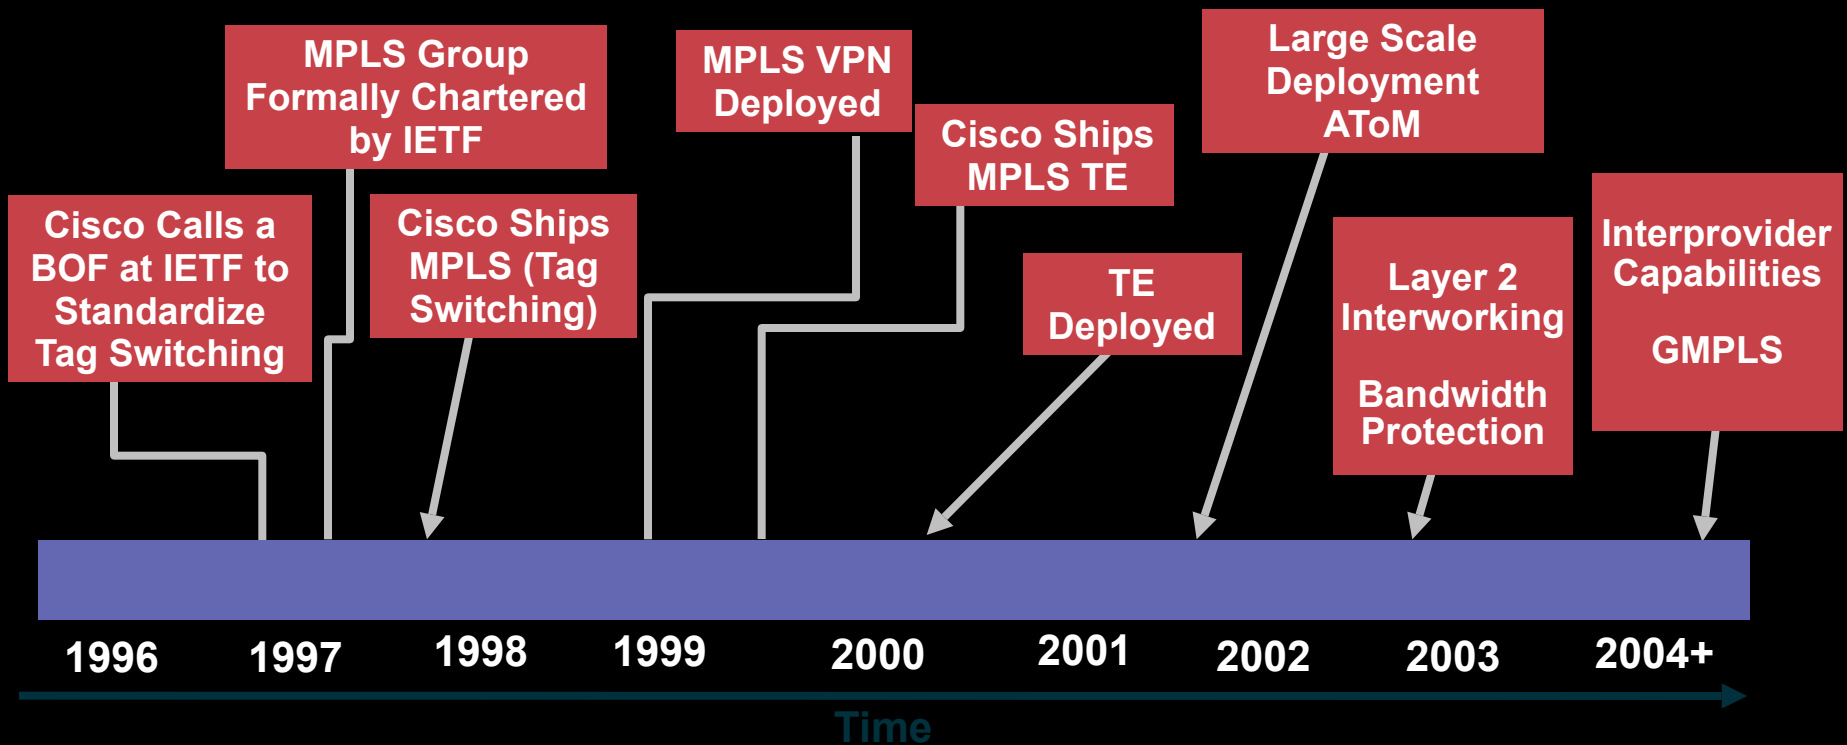 MPLS Group
Formally Chartered
by IETF
MPLS VPN
Deployed
Large Scale
Deployment
AToM
Cisco Ships
MPLS TE
Cisco Calls a
BOF at IETF to
Standardize
Tag Switching
Cisco Ships
MPLS (Tag
Switching)
TE
Deployed
Layer 2
Interworking
Bandwidth
Protection
Interprovider
Capabilities
GMPLS
1996 1997 1998 1999 2000 2001 2002 2003 2004+
Time